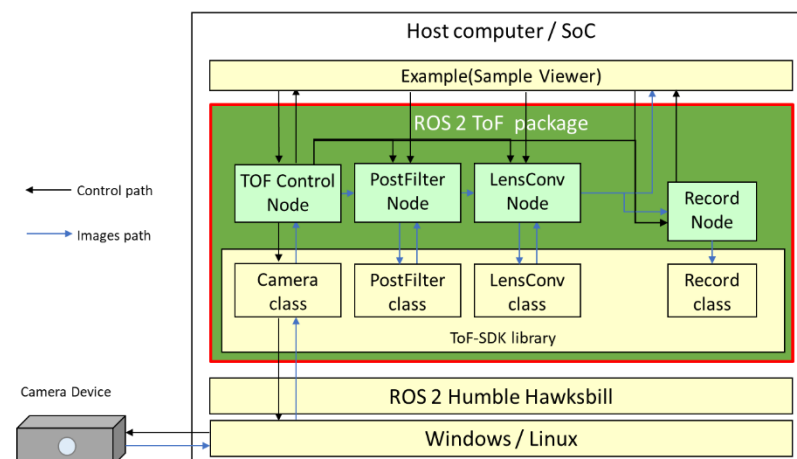 Host computer / SoC
Example(Sample Viewer)
ROS 2 ToF package
TOF Control
Node
PostFilter
Node
LensConv
Node
Record
Node
Control path
Images path
Camera
class
PostFilter
class
LensConv
class
Record
class
ToF-SDK library
ROS 2 Humble Hawksbill
Camera Device
Windows / Linux